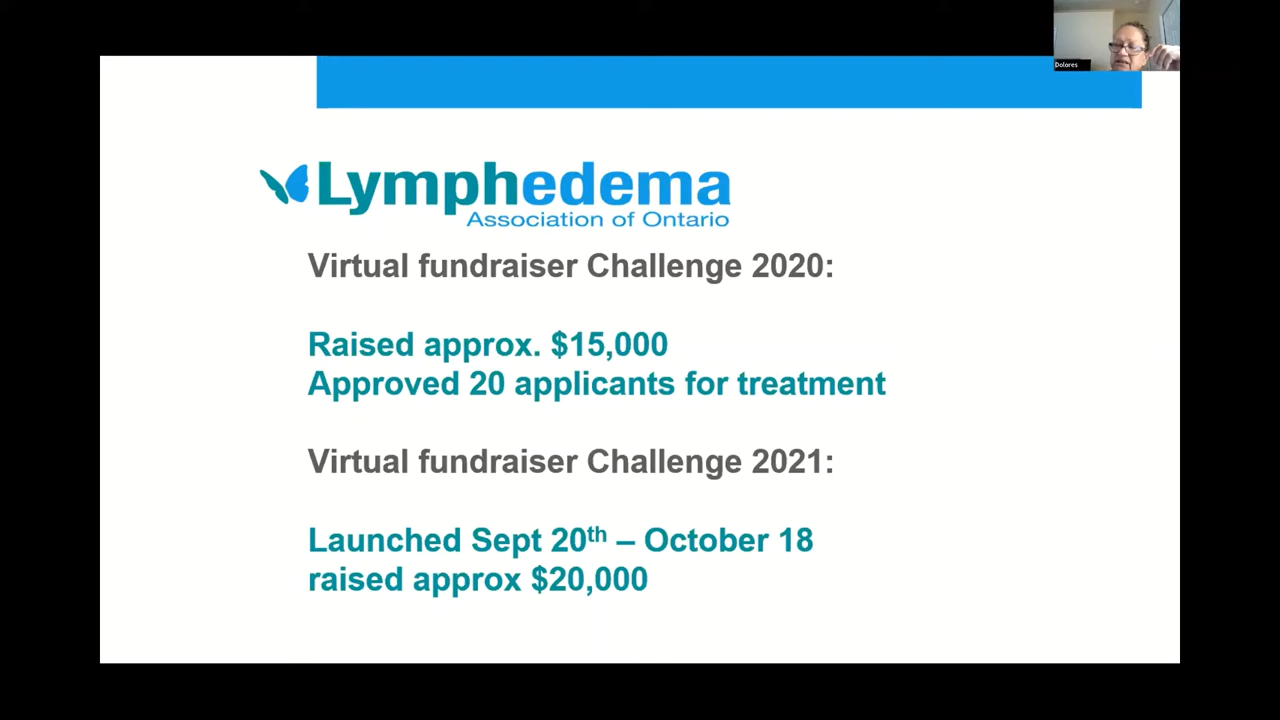 Dolores
Lymphedema
Association of Ontario
Virtual fundraiser Challenge 2020:
Raised approx. $15,000
Approved 20 applicants for treatment
Virtual fundraiser Challenge 2021:
Launched Sept 20th – October 18
raised approx $20,000